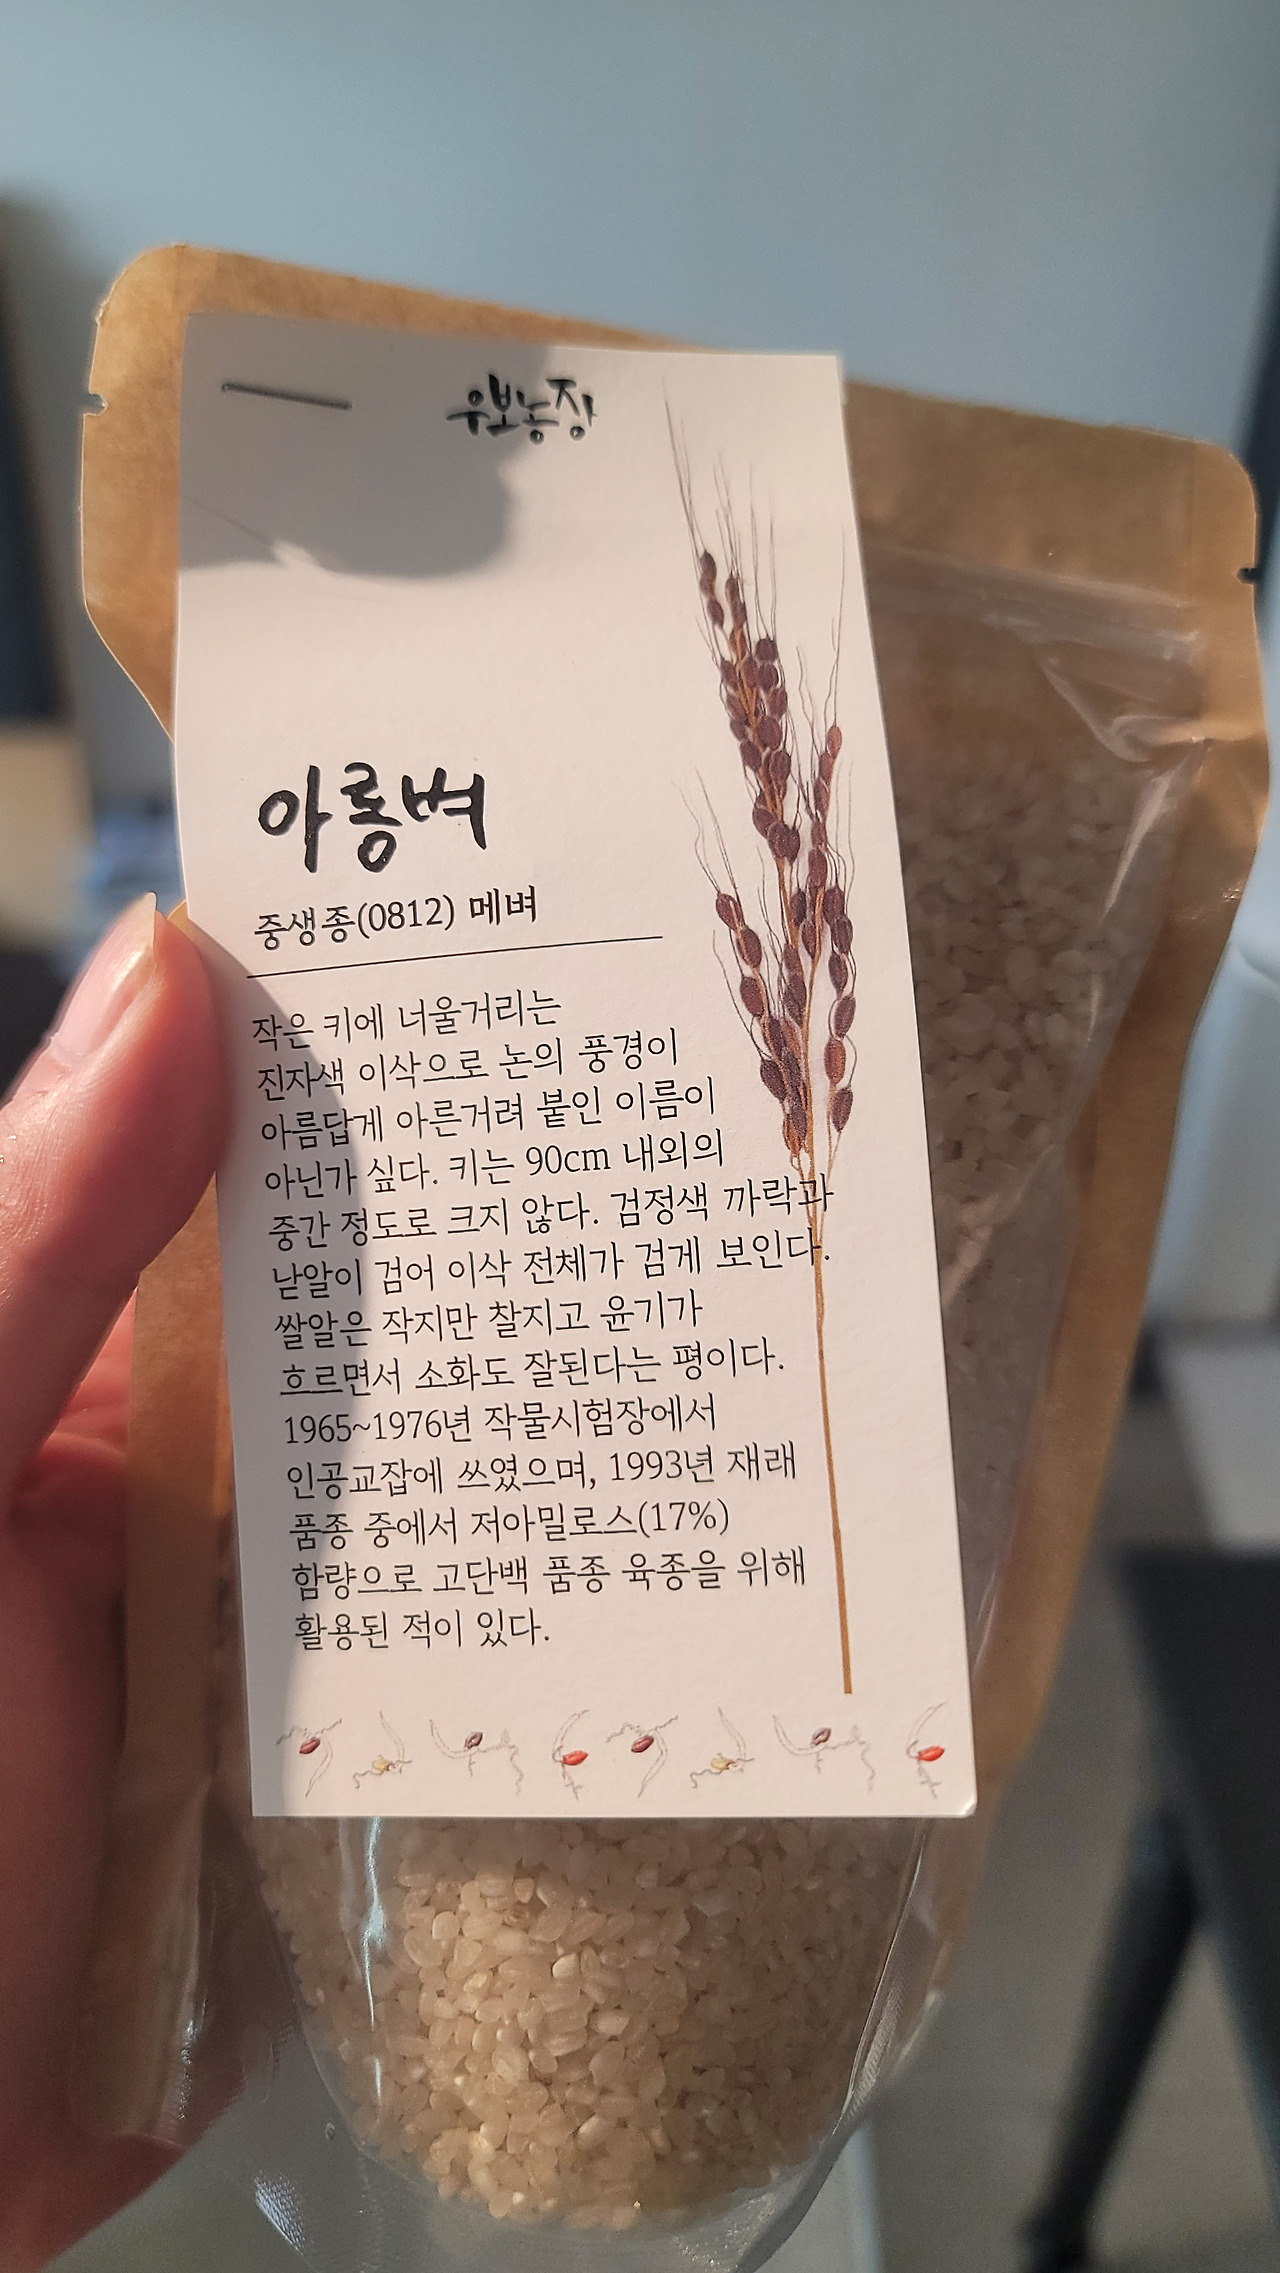 우보농장
아롱벼
중생종(0812) 메벼
작은 키에 너울거리는
진자색 이삭으로 논의 풍경이
아름답게 아른거려 붙인 이름이
아닌가 싶다. 키는 90cm 내외의
중간 정도로 크지 않다. 검정색 까락과
낟알이 검어 이삭 전체가 검게 보인다.
쌀알은 작지만 찰지고 윤기가
흐르면서 소화도 잘된다는 평이다.
1965~1976년 작물시험장에서
인공교잡에 쓰였으며, 1993년 재래
품종 중에서 저아밀로스(17%)
함량으로 고단백 품종 육종을 위해
활용된 적이 있다.